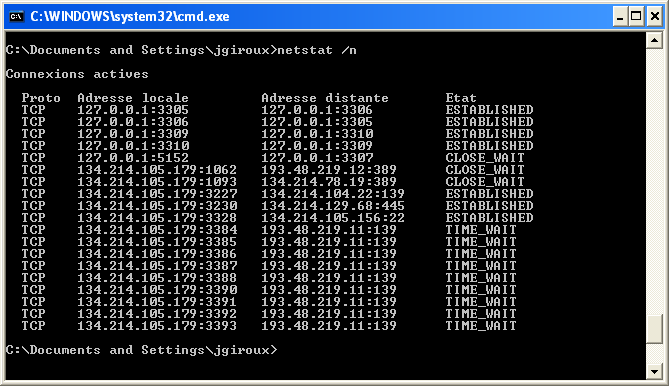 C:\WINDOWS\system32\cmd.exe
C:\Documents and Settings\jgiroux>netstat /n
Connexions actives
Proto  Adresse locale         Adresse distante       Etat
TCP    127.0.0.1:3305         127.0.0.1:3306         ESTABLISHED
TCP    127.0.0.1:3306         127.0.0.1:3305         ESTABLISHED
TCP    127.0.0.1:3309         127.0.0.1:3310         ESTABLISHED
TCP    127.0.0.1:3310         127.0.0.1:3309         ESTABLISHED
TCP    127.0.0.1:5152         127.0.0.1:3307         CLOSE_WAIT
TCP    134.214.105.179:1062   193.48.219.12:389      CLOSE_WAIT
TCP    134.214.105.179:1093   134.214.78.19:389      CLOSE_WAIT
TCP    134.214.105.179:3227   134.214.104.22:139     ESTABLISHED
TCP    134.214.105.179:3230   134.214.129.68:445     ESTABLISHED
TCP    134.214.105.179:3328   134.214.105.156:22     ESTABLISHED
TCP    134.214.105.179:3384   193.48.219.11:139      TIME_WAIT
TCP    134.214.105.179:3385   193.48.219.11:139      TIME_WAIT
TCP    134.214.105.179:3386   193.48.219.11:139      TIME_WAIT
TCP    134.214.105.179:3387   193.48.219.11:139      TIME_WAIT
TCP    134.214.105.179:3388   193.48.219.11:139      TIME_WAIT
TCP    134.214.105.179:3390   193.48.219.11:139      TIME_WAIT
TCP    134.214.105.179:3391   193.48.219.11:139      TIME_WAIT
TCP    134.214.105.179:3392   193.48.219.11:139      TIME_WAIT
TCP    134.214.105.179:3393   193.48.219.11:139      TIME_WAIT
C:\Documents and Settings\jgiroux>